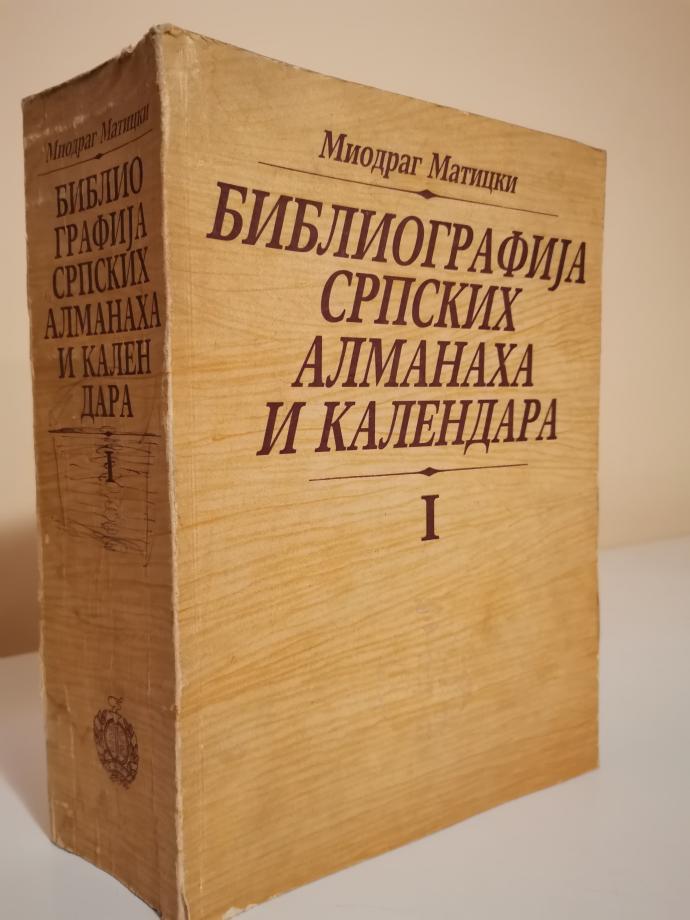 Миодраг Матицки
БИБЛИО
ГРАФИЈА
СРПСКИХ
АЛМАНАХА
И КАЛЕН
ДАРА
I
Миодраг Матицки
БИБЛИОГРАФИЈА
СРПСКИХ
АЛМАНАХА
И КАЛЕНДАРА
I